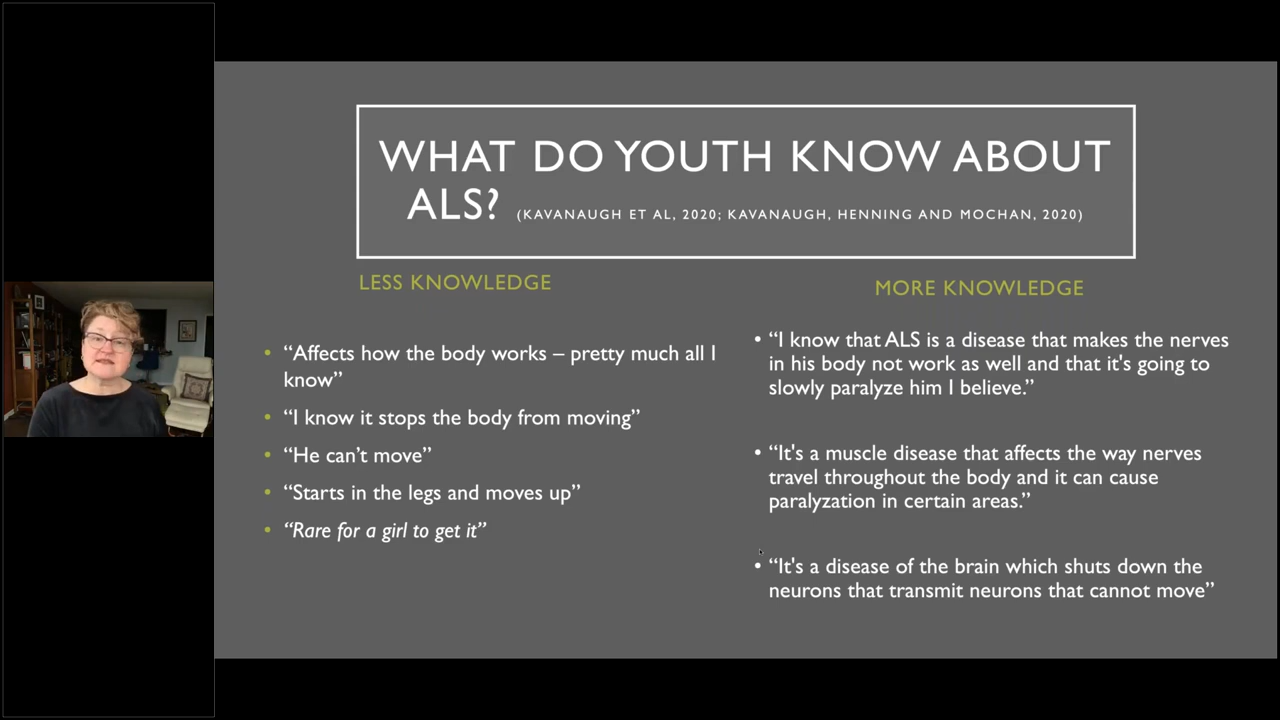 WHAT DO YOUTH KNOW ABOUT
ALS? (KAVANAUGH ET AL, 2020; KAVANAUGH, HENNING AND MOCHAN, 2020)
LESS KNOWLEDGE
• “Affects how the body works – pretty much all I
know”
• “I know it stops the body from moving”
• “He can’t move”
• “Starts in the legs and moves up”
• “Rare for a girl to get it”
MORE KNOWLEDGE
• “I know that ALS is a disease that makes the nerves
in his body not work as well and that it's going to
slowly paralyze him I believe.”
• “It's a muscle disease that affects the way nerves
travel throughout the body and it can cause
paralyzation in certain areas.”
• “It's a disease of the brain which shuts down the
neurons that transmit neurons that cannot move”